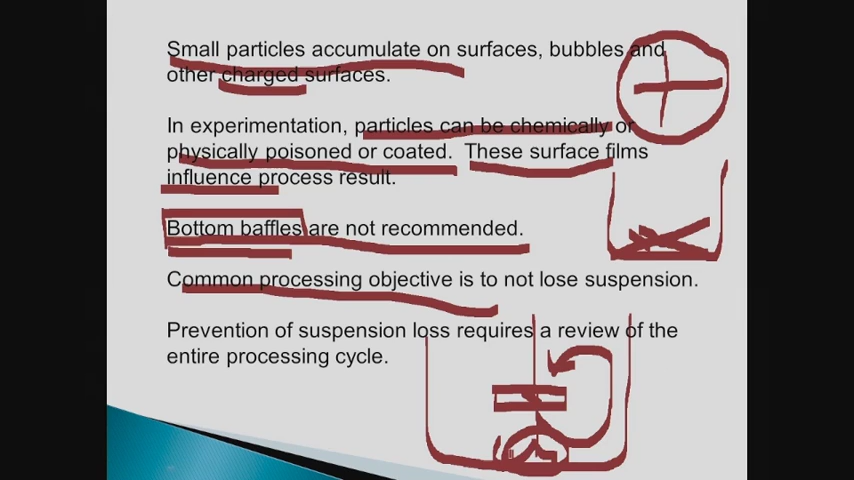 Small particles accumulate on surfaces, bubbles and
other charged surfaces.
In experimentation, particles can be chemically or
physically poisoned or coated. These surface films
influence process result.
Bottom baffles are not recommended.
Common processing objective is to not lose suspension.
Prevention of suspension loss requires a review of the
entire processing cycle.